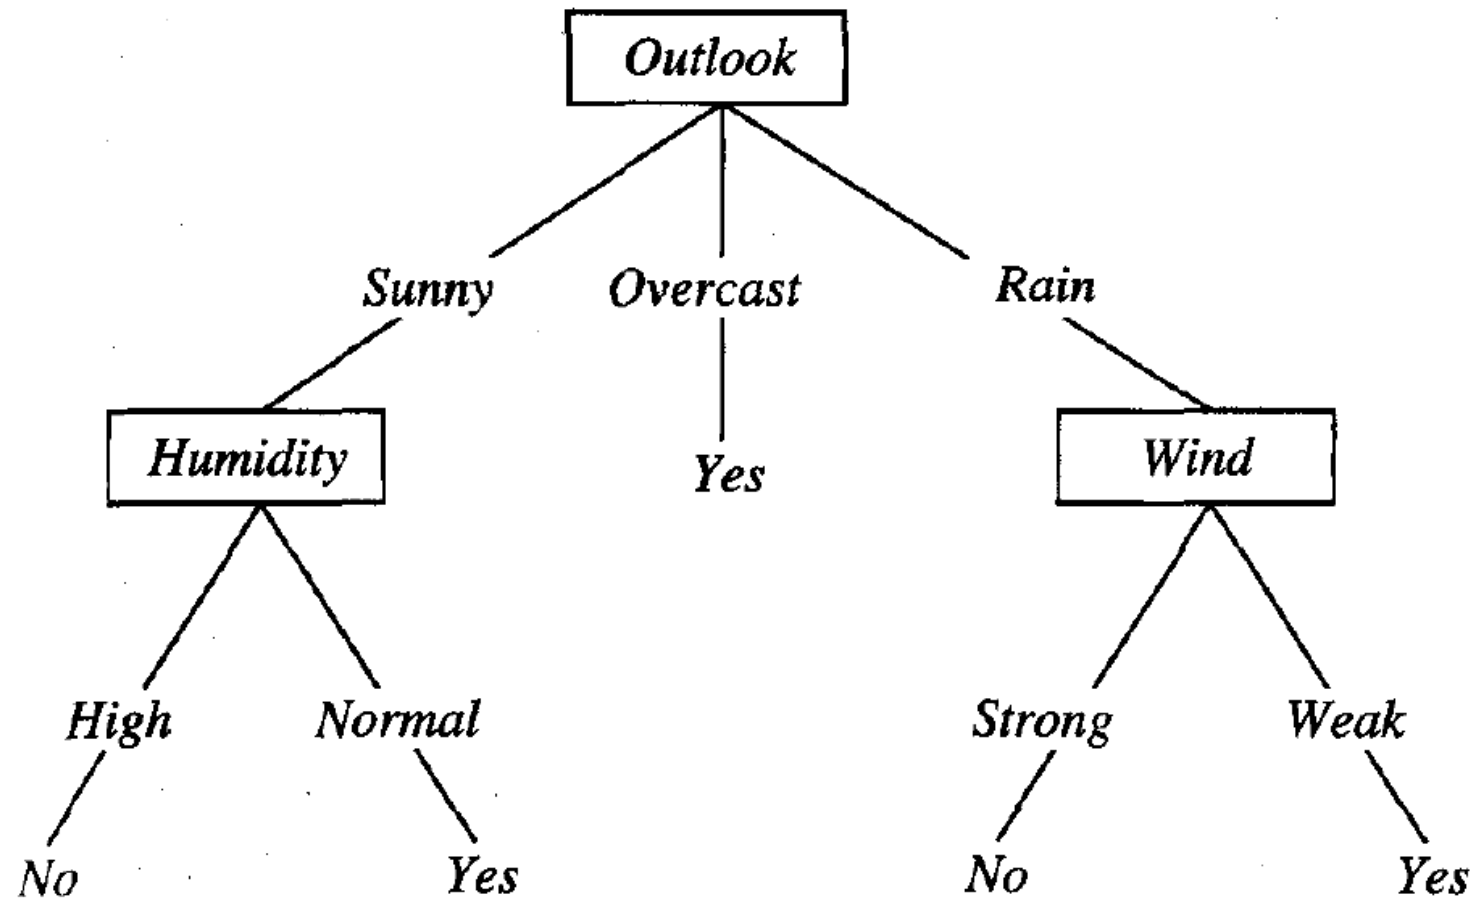 Outlook
Sunny Overcast Rain
Humidity Yes Wind
High Normal Strong Weak
No Yes No Yes